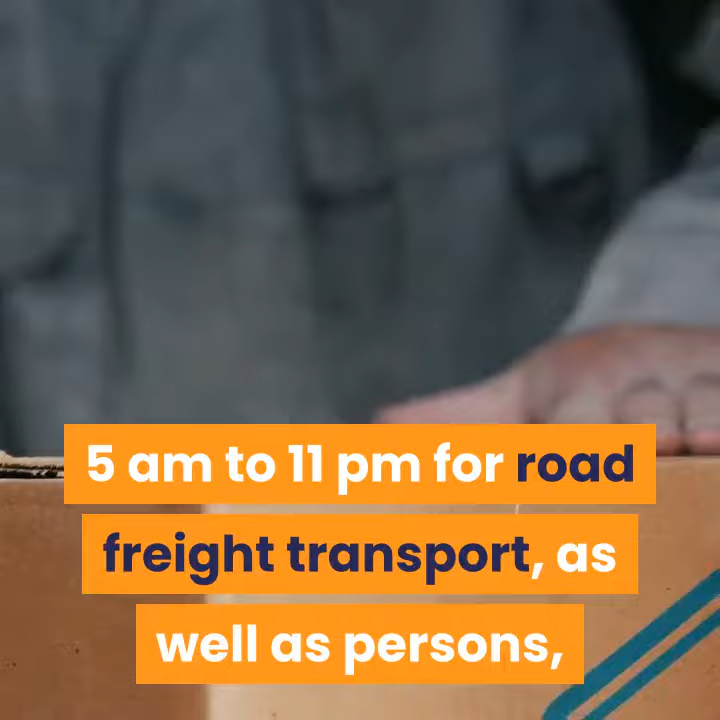 5 am to 11 pm for road
freight transport, as
well as persons,